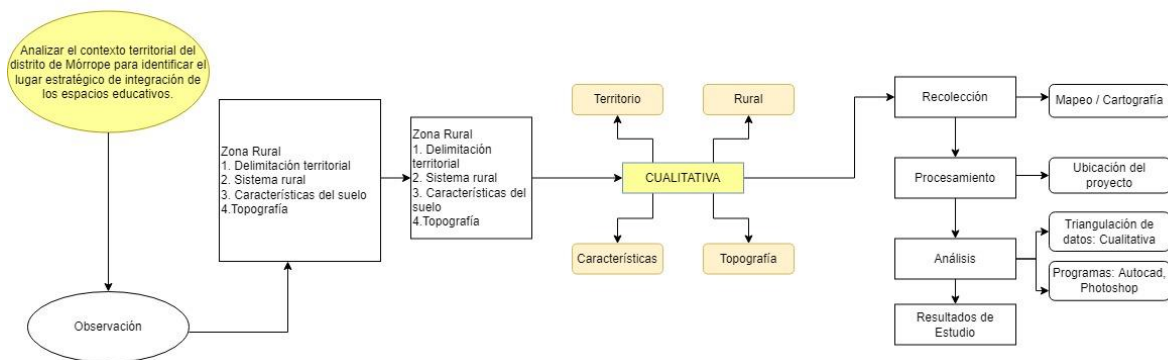 Analizar el contexto territorial del
distrito de Mórrope para identificar el
lugar estratégico de integración de
los espacios educativos.
Observación
Zona Rural
1. Delimitación territorial
2. Sistema rural
3. Características del suelo
4.Topografía
Zona Rural
1. Delimitación
territorial
2. Sistema rural
3. Características del
suelo
4.Topografía
Territorio
Rural
CUALITATIVA
Características
Topografía
Recolección
Mapeo / Cartografía
Procesamiento
Ubicación del
proyecto
Análisis
Triangulación de
datos: Cualitativa
Programas: Autocad,
Photoshop
Resultados de
Estudio